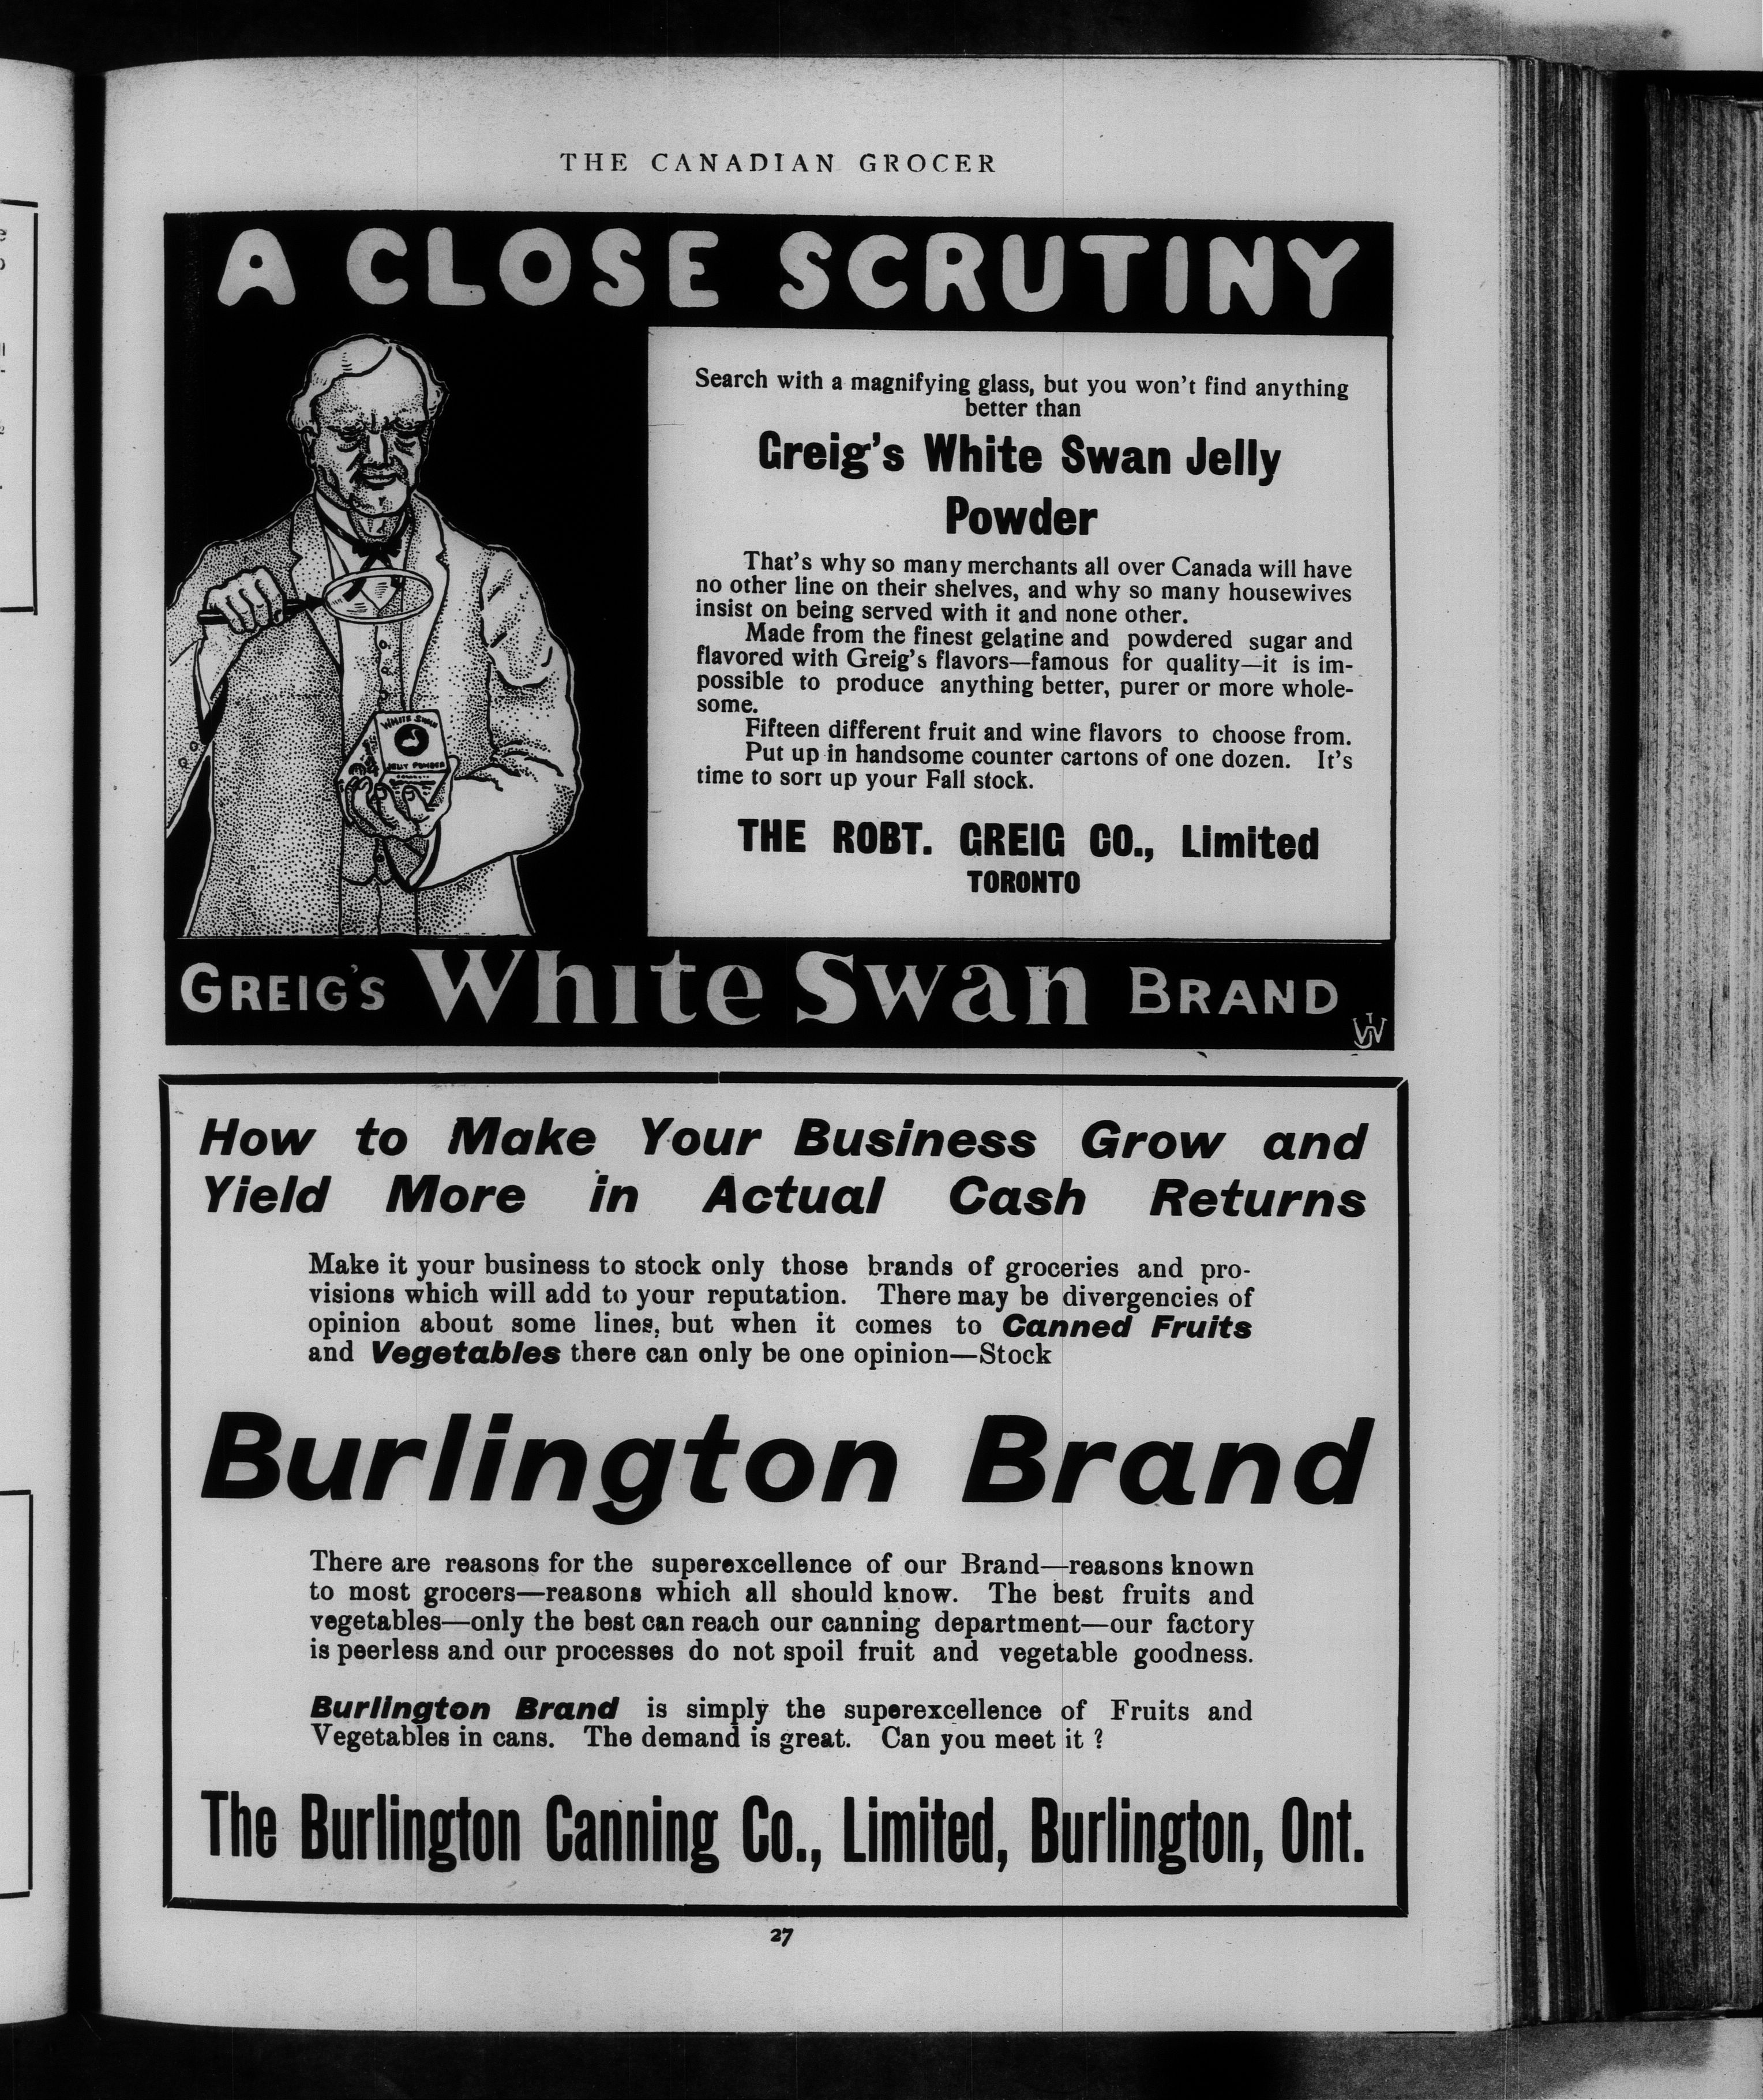 THE CANADIAN GROCER
A CLOSE SCRUTINY
Search with a magnifying glass, but you won't find anything
better than
Greig's White Swan Jelly
Powder
That's why so many merchants all over Canada will have
no other line on their shelves, and why so many housewives
insist on being served with it and none other.
Made from the finest gelatine and powdered sugar and
flavored with Greig's flavors—famous for quality—it is im-
possible to produce anything better, purer or more whole-
some.
Fifteen different fruit and wine flavors to choose from.
Put up in handsome counter cartons of one dozen. It's
time to sort up your Fall stock.
THE ROBT. GREIG CO., Limited
TORONTO
WHITE SWAN
JELLY POWDER
GREIG'S White Swan BRAND
How to Make Your Business Grow and
Yield More in Actual Cash Returns
Make it your business to stock only those brands of groceries and pro-
visions which will add to your reputation. There may be divergencies of
opinion about some lines, but when it comes to Canned Fruits
and Vegetables there can only be one opinion—Stock
Burlington Brand
There are reasons for the superexcellence of our Brand—reasons known
to most grocers—reasons which all should know. The best fruits and
vegetables—only the best can reach our canning department—our factory
is peerless and our processes do not spoil fruit and vegetable goodness.
Burlington Brand is simply the superexcellence of Fruits and
Vegetables in cans. The demand is great. Can you meet it ?
The Burlington Canning Co., Limited, Burlington, Ont.
27